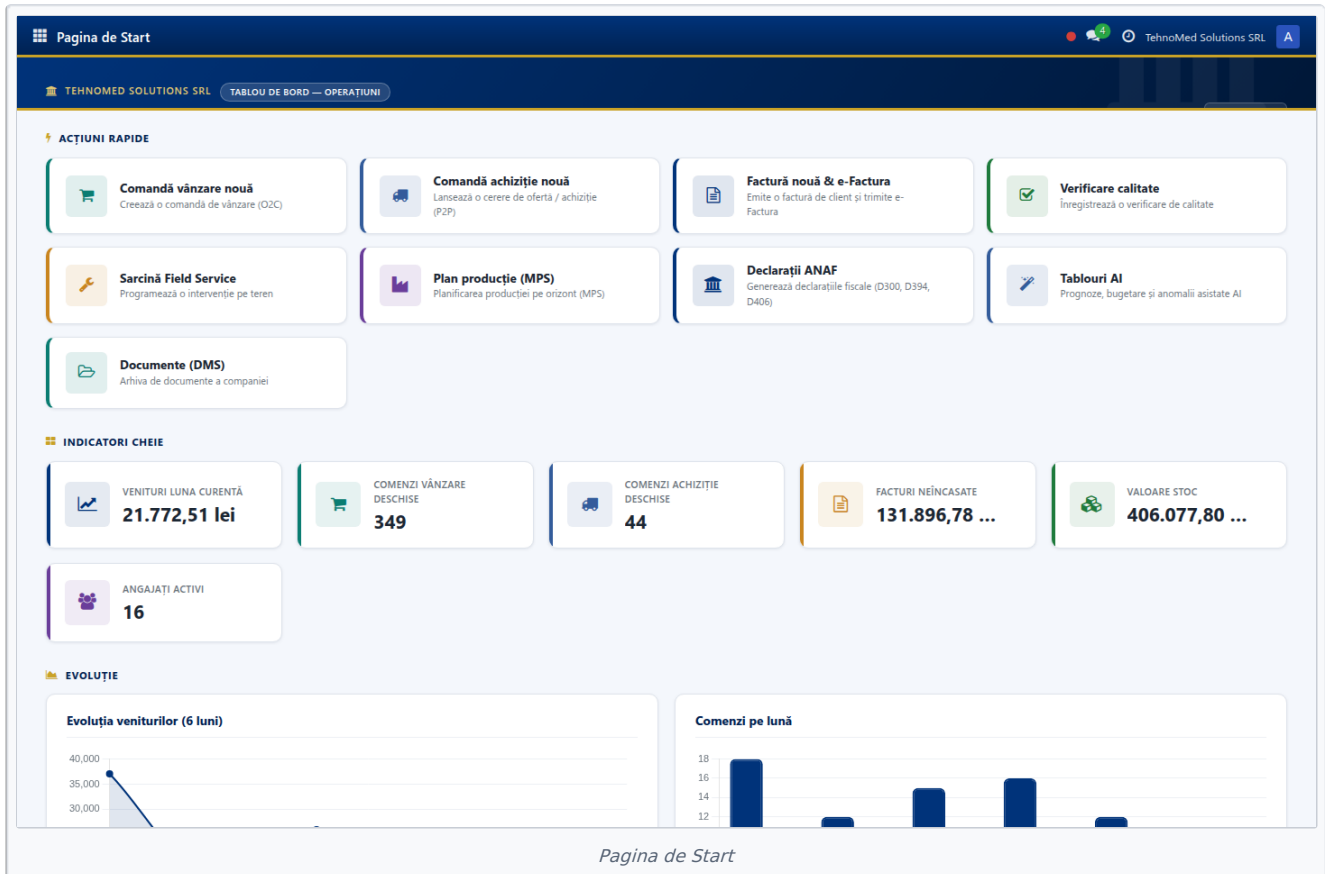 Pagina de Start
4
TehnoMed Solutions SRL
A
TEHNOMED SOLUTIONS SRL
TABLOU DE BORD — OPERAȚIUNI
ACȚIUNI RAPIDE
Comandă vânzare nouă
Creează o comandă de vânzare (O2C)
Comandă achiziție nouă
Lansează o cerere de ofertă / achiziție
(P2P)
Factură nouă & e-Factura
Emite o factură de client și trimite e-
Factura
Verificare calitate
Înregistrează o verificare de calitate
Sarcină Field Service
Programează o intervenție pe teren
Plan producție (MPS)
Planificarea producției pe orizont (MPS)
Declarații ANAF
Generează declarațiile fiscale (D300, D394,
D406)
Tablouri AI
Prognoze, bugetare și anomalii asistate AI
Documente (DMS)
Arhiva de documente a companiei
INDICATORI CHEIE
VENITURI LUNA CURENTĂ
21.772,51 lei
COMENZI VÂNZARE
DESCHISE
349
COMENZI ACHIZIȚIE
DESCHISE
44
FACTURI NEÎNCASATE
131.896,78 ...
VALOARE STOC
406.077,80 ...
ANGAJAȚI ACTIVI
16
EVOLUȚIE
Evoluția veniturilor (6 luni)
40,000
35,000
30,000
Comenzi pe lună
18
16
14
12
Pagina de Start